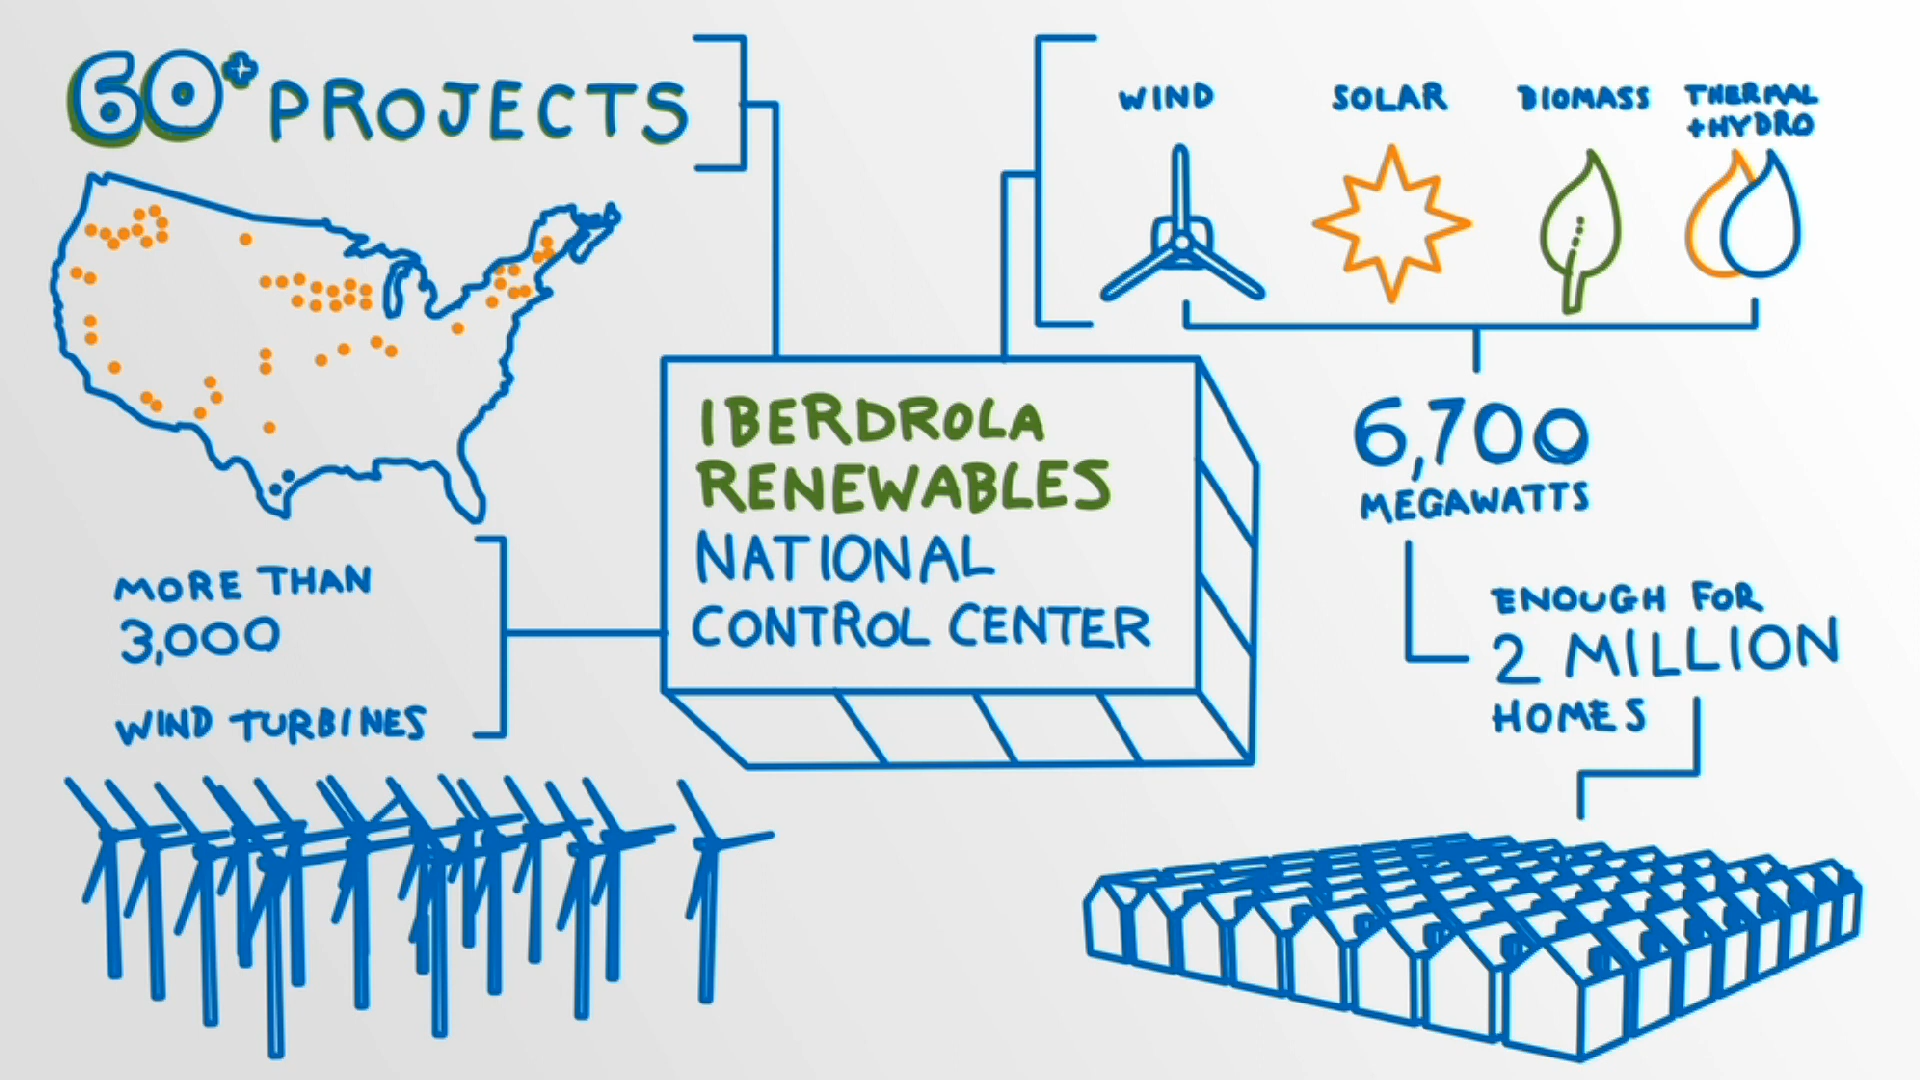 60+ PROJECTS
WIND
SOLAR
BIOMASS
THERMAL
+HYDRO
IBERDROLA
RENEWABLES
NATIONAL
CONTROL CENTER
6,700
MEGAWATTS
ENOUGH FOR
2 MILLION
HOMES
MORE THAN
3,000
WIND TURBINES